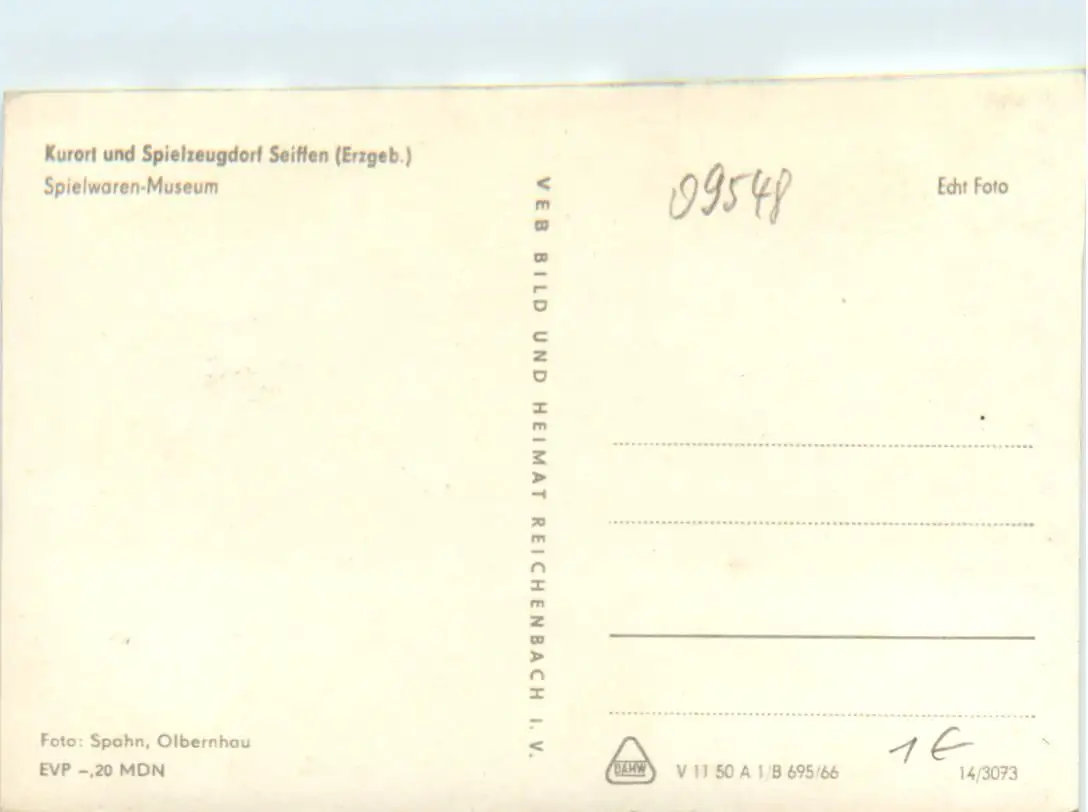 Kurort und Spielzeugdorf Seiffen (Erzgeb.)
Spielwaren-Museum
Foto: Spahn, Olbernhau
EVP –,20 MDN
VEB BILD UND HEIMAT REICHENBACH I. V.
09548
Echt Foto
1 €
V 11 50 A 1/B 695/66
14/3073